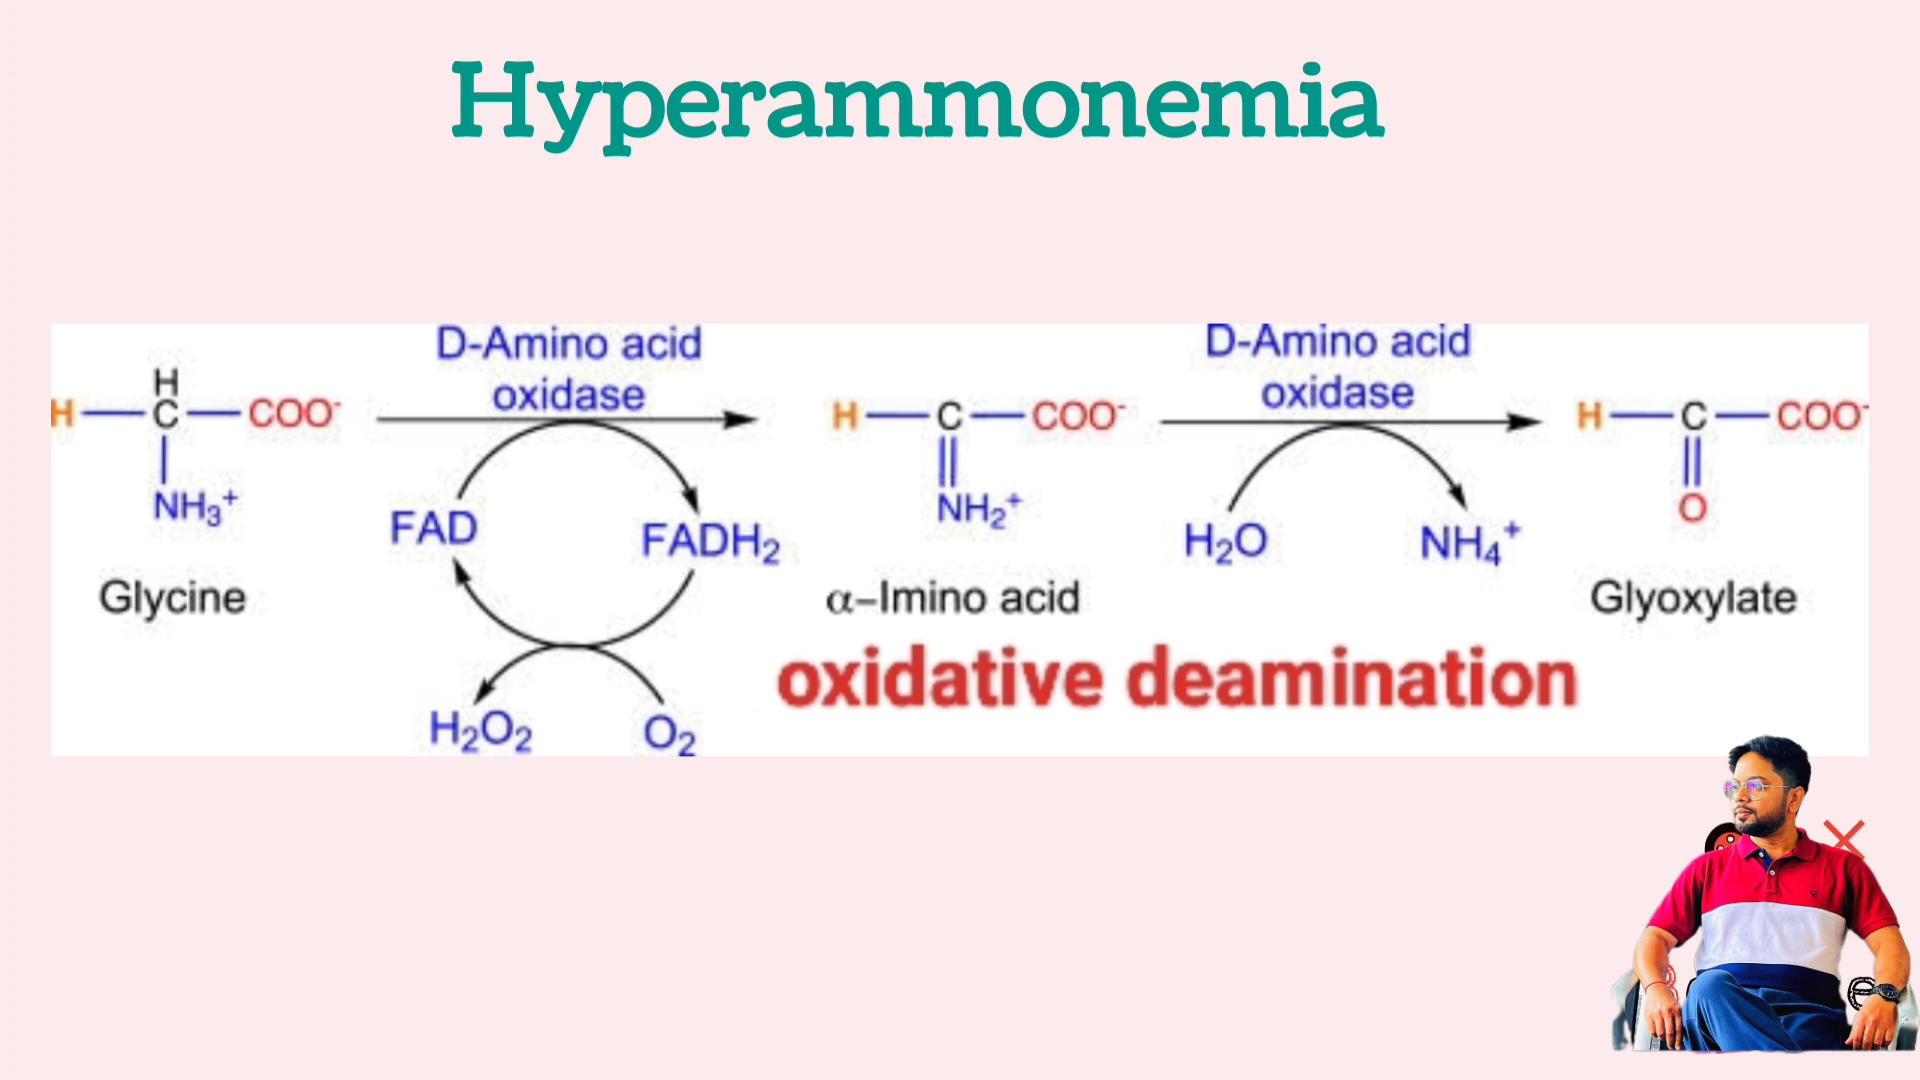 Hyperammonemia
D-Amino acid
oxidase
D-Amino acid
oxidase
H
H—C—COO⁻
NH₃⁺
H—C—COO⁻
NH₂⁺
H—C—COO⁻
O
FAD
FADH₂
H₂O
NH₄⁺
Glycine
α–Imino acid
Glyoxylate
oxidative deamination
H₂O₂
O₂